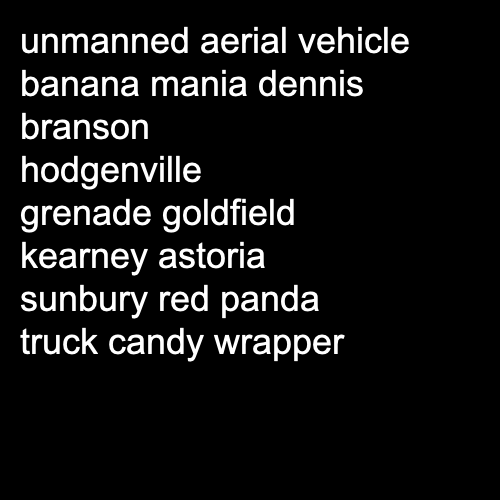 unmanned aerial vehicle
banana mania dennis
branson
hodgenville
grenade goldfield
kearney astoria
sunbury red panda
truck candy wrapper